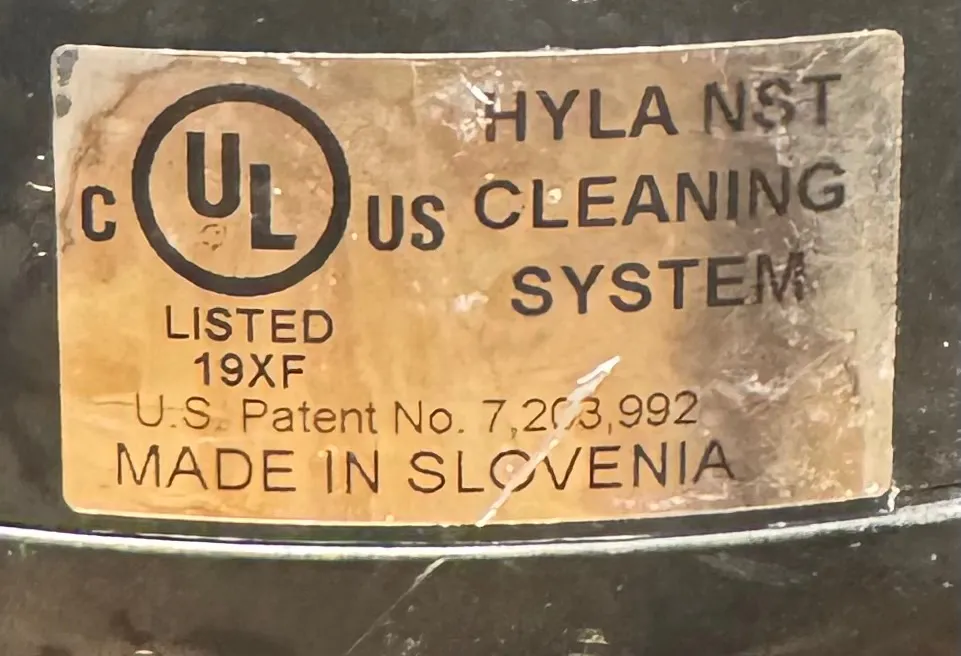 C UL US
LISTED
19XF
HYLA NST
CLEANING
SYSTEM
U.S. Patent No. 7,203,992
MADE IN SLOVENIA